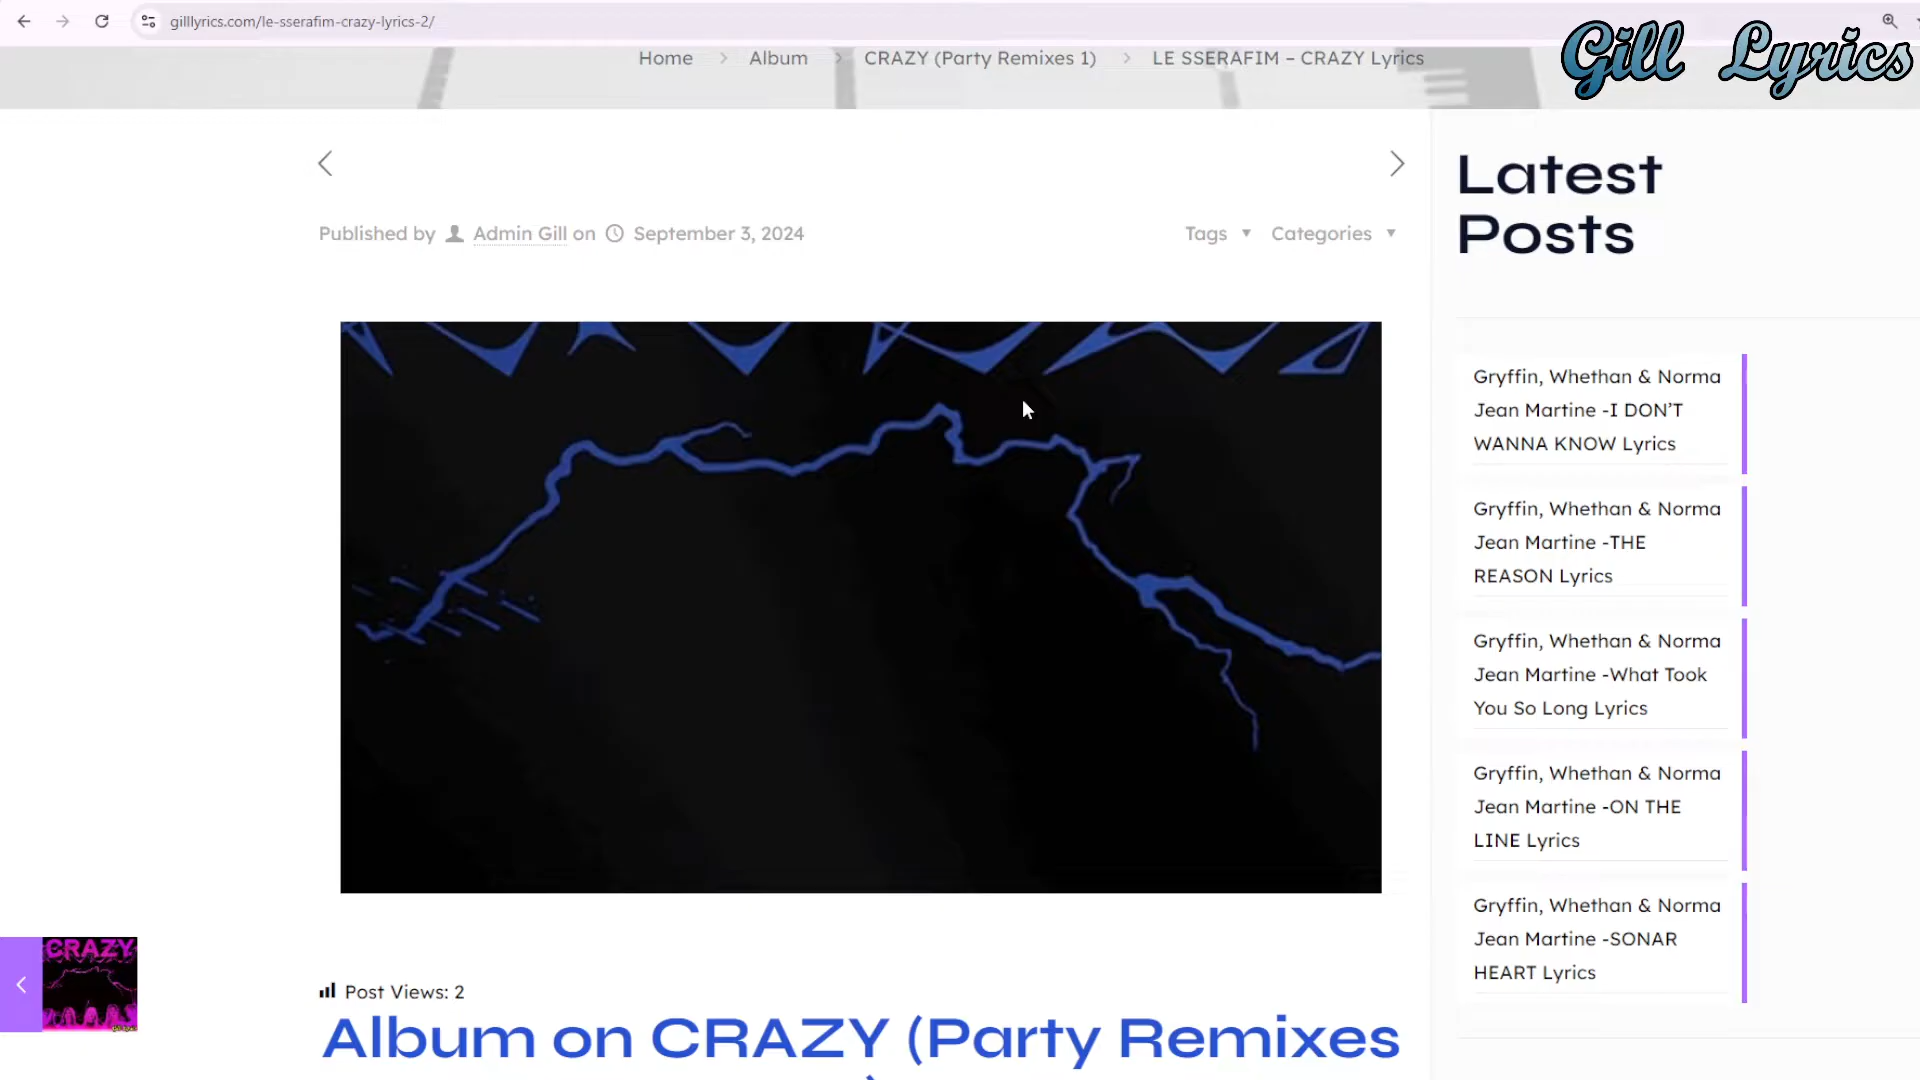 gilllyrics.com/le-sserafim-crazy-lyrics-2/
Gill Lyrics
Home > Album > CRAZY (Party Remixes 1) > LE SSERAFIM – CRAZY Lyrics
Published by Admin Gill on September 3, 2024
Tags Categories
Latest
Posts
Gryffin, Whethan & Norma
Jean Martine -I DON'T
WANNA KNOW Lyrics
Gryffin, Whethan & Norma
Jean Martine -THE
REASON Lyrics
Gryffin, Whethan & Norma
Jean Martine -What Took
You So Long Lyrics
Gryffin, Whethan & Norma
Jean Martine -ON THE
LINE Lyrics
Gryffin, Whethan & Norma
Jean Martine -SONAR
HEART Lyrics
CRAZY
Post Views: 2
Album on CRAZY (Party Remixes